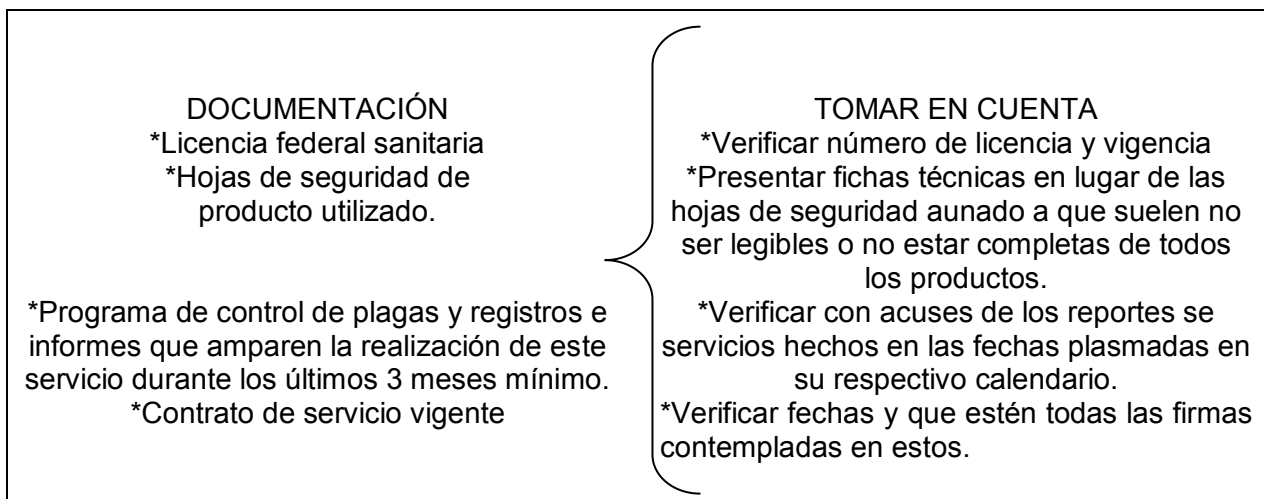 DOCUMENTACIÓN
*Licencia federal sanitaria
*Hojas de seguridad de
producto utilizado.
*Programa de control de plagas y registros e
informes que amparen la realización de este
servicio durante los últimos 3 meses mínimo.
*Contrato de servicio vigente
TOMAR EN CUENTA
*Verificar número de licencia y vigencia
*Presentar fichas técnicas en lugar de las
hojas de seguridad aunado a que suelen no
ser legibles o no estar completas de todos
los productos.
*Verificar con acuses de los reportes se
servicios hechos en las fechas plasmadas en
su respectivo calendario.
*Verificar fechas y que estén todas las firmas
contempladas en estos.